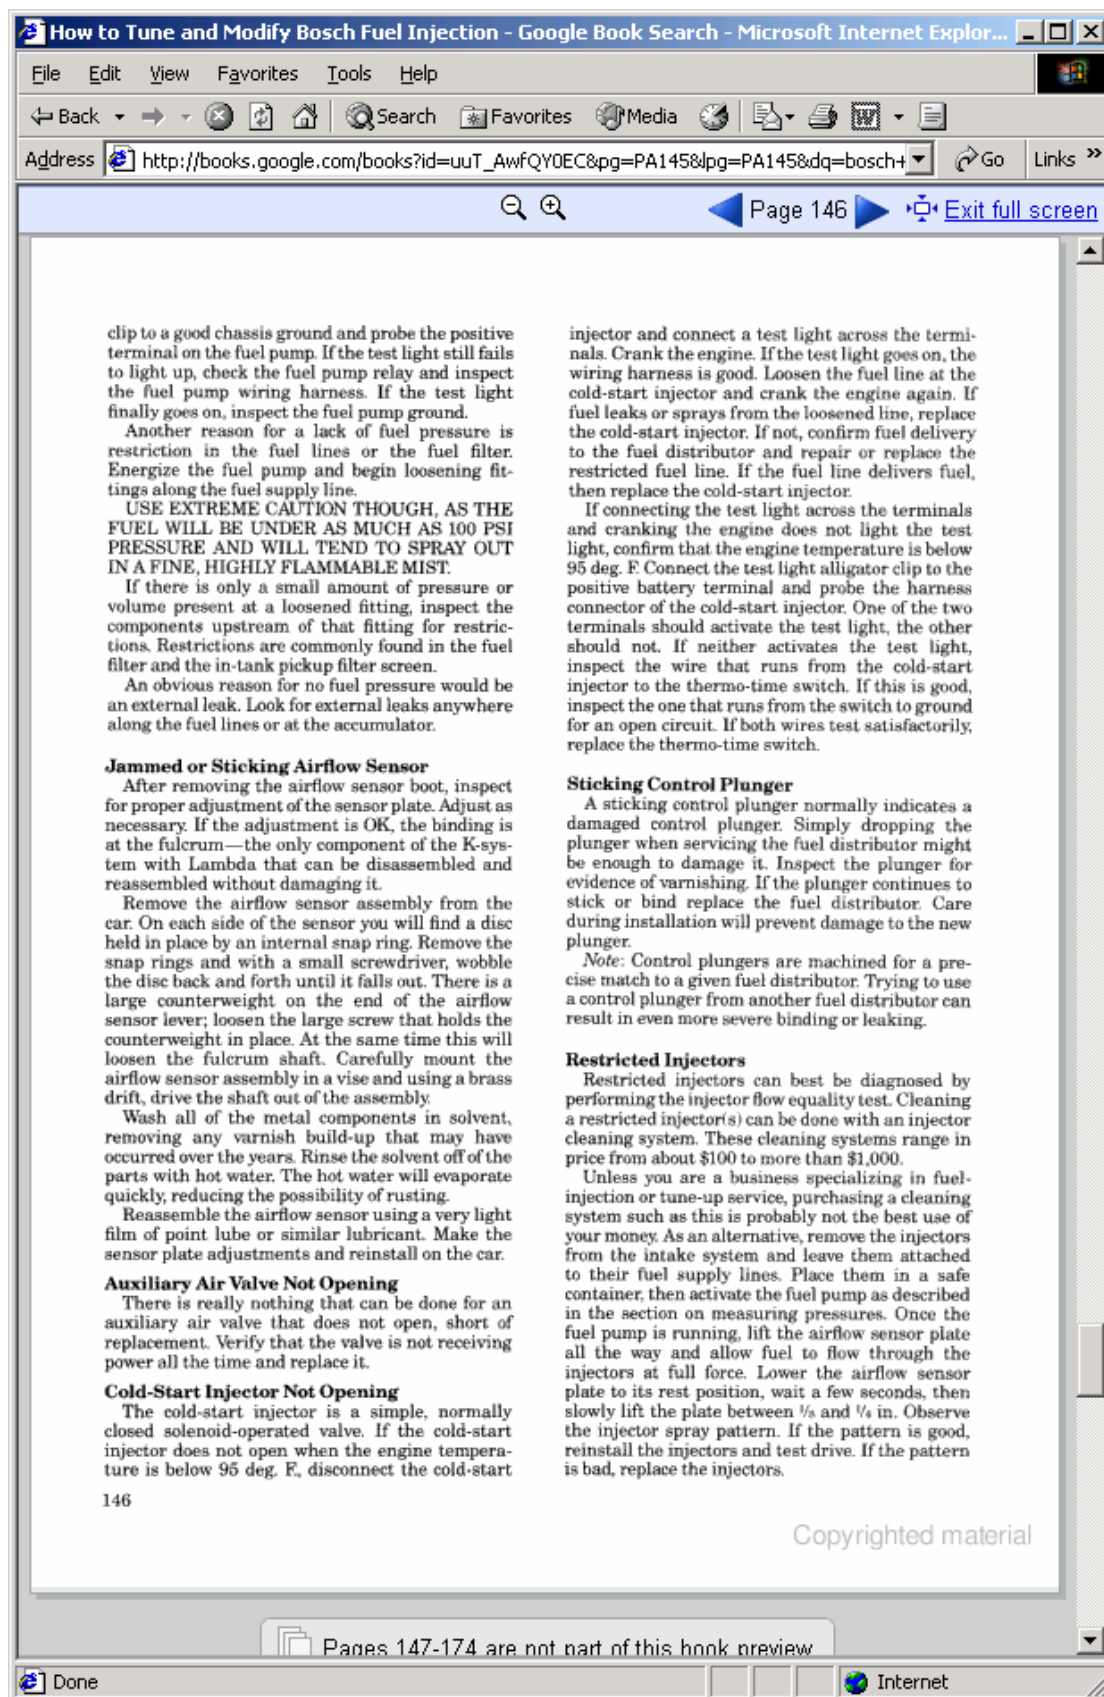 How to Tune and Modify Bosch Fuel Injection - Google Book Search - Microsoft Internet Explor...
File Edit View Favorites Tools Help
Back Search Favorites Media
Address http://books.google.com/books?id=uuT_AwfQY0EC&pg=PA145&lpg=PA145&dq=bosch+ Go Links »
Page 146 Exit full screen
clip to a good chassis ground and probe the positive
terminal on the fuel pump. If the test light still fails
to light up, check the fuel pump relay and inspect
the fuel pump wiring harness. If the test light
finally goes on, inspect the fuel pump ground.
Another reason for a lack of fuel pressure is
restriction in the fuel lines or the fuel filter.
Energize the fuel pump and begin loosening fit-
tings along the fuel supply line.
USE EXTREME CAUTION THOUGH, AS THE
FUEL WILL BE UNDER AS MUCH AS 100 PSI
PRESSURE AND WILL TEND TO SPRAY OUT
IN A FINE, HIGHLY FLAMMABLE MIST.
If there is only a small amount of pressure or
volume present at a loosened fitting, inspect the
components upstream of that fitting for restric-
tions. Restrictions are commonly found in the fuel
filter and the in-tank pickup filter screen.
An obvious reason for no fuel pressure would be
an external leak. Look for external leaks anywhere
along the fuel lines or at the accumulator.
Jammed or Sticking Airflow Sensor
After removing the airflow sensor boot, inspect
for proper adjustment of the sensor plate. Adjust as
necessary. If the adjustment is OK, the binding is
at the fulcrum—the only component of the K-sys-
tem with Lambda that can be disassembled and
reassembled without damaging it.
Remove the airflow sensor assembly from the
car. On each side of the sensor you will find a disc
held in place by an internal snap ring. Remove the
snap rings and with a small screwdriver, wobble
the disc back and forth until it falls out. There is a
large counterweight on the end of the airflow
sensor lever; loosen the large screw that holds the
counterweight in place. At the same time this will
loosen the fulcrum shaft. Carefully mount the
airflow sensor assembly in a vise and using a brass
drift, drive the shaft out of the assembly.
Wash all of the metal components in solvent,
removing any varnish build-up that may have
occurred over the years. Rinse the solvent off of the
parts with hot water. The hot water will evaporate
quickly, reducing the possibility of rusting.
Reassemble the airflow sensor using a very light
film of point lube or similar lubricant. Make the
sensor plate adjustments and reinstall on the car.
Auxiliary Air Valve Not Opening
There is really nothing that can be done for an
auxiliary air valve that does not open, short of
replacement. Verify that the valve is not receiving
power all the time and replace it.
Cold-Start Injector Not Opening
The cold-start injector is a simple, normally
closed solenoid-operated valve. If the cold-start
injector does not open when the engine tempera-
ture is below 95 deg. F., disconnect the cold-start
146
injector and connect a test light across the termi-
nals. Crank the engine. If the test light goes on, the
wiring harness is good. Loosen the fuel line at the
cold-start injector and crank the engine again. If
fuel leaks or sprays from the loosened line, replace
the cold-start injector. If not, confirm fuel delivery
to the fuel distributor and repair or replace the
restricted fuel line. If the fuel line delivers fuel,
then replace the cold-start injector.
If connecting the test light across the terminals
and cranking the engine does not light the test
light, confirm that the engine temperature is below
95 deg. F. Connect the test light alligator clip to the
positive battery terminal and probe the harness
connector of the cold-start injector. One of the two
terminals should activate the test light, the other
should not. If neither activates the test light,
inspect the wire that runs from the cold-start
injector to the thermo-time switch. If this is good,
inspect the one that runs from the switch to ground
for an open circuit. If both wires test satisfactorily,
replace the thermo-time switch.
Sticking Control Plunger
A sticking control plunger normally indicates a
damaged control plunger. Simply dropping the
plunger when servicing the fuel distributor might
be enough to damage it. Inspect the plunger for
evidence of varnishing. If the plunger continues to
stick or bind replace the fuel distributor. Care
during installation will prevent damage to the new
plunger.
Note: Control plungers are machined for a pre-
cise match to a given fuel distributor. Trying to use
a control plunger from another fuel distributor can
result in even more severe binding or leaking.
Restricted Injectors
Restricted injectors can best be diagnosed by
performing the injector flow equality test. Cleaning
a restricted injector(s) can be done with an injector
cleaning system. These cleaning systems range in
price from about $100 to more than $1,000.
Unless you are a business specializing in fuel-
injection or tune-up service, purchasing a cleaning
system such as this is probably not the best use of
your money. As an alternative, remove the injectors
from the intake system and leave them attached
to their fuel supply lines. Place them in a safe
container, then activate the fuel pump as described
in the section on measuring pressures. Once the
fuel pump is running, lift the airflow sensor plate
all the way and allow fuel to flow through the
injectors at full force. Lower the airflow sensor
plate to its rest position, wait a few seconds, then
slowly lift the plate between and in. Observe
the injector spray pattern. If the pattern is good,
reinstall the injectors and test drive. If the pattern
is bad, replace the injectors.
Copyrighted material
Pages 147-174 are not part of this book preview
Done Internet